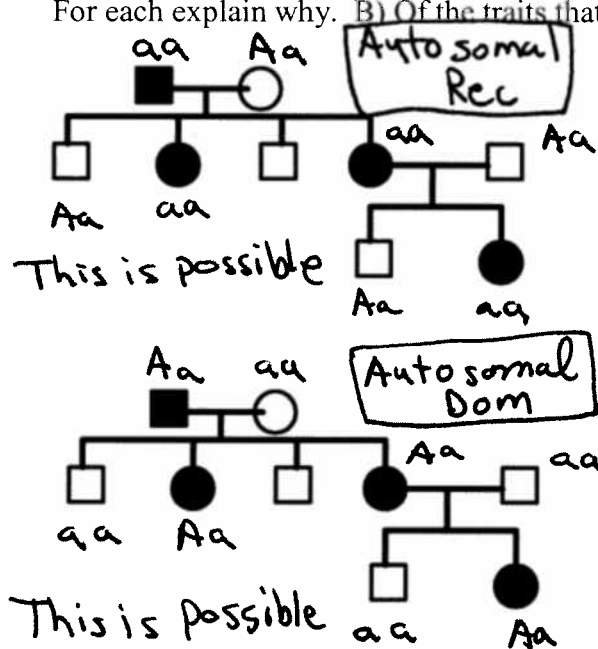 For each explain why. B) Of the traits that
aa Aa
Autosomal
Rec
aa Aa
Aa aa
This is possible
Aa aa
Aa aa
Autosomal
Dom
Aa aa
aa Aa
This is possible
aa Aa